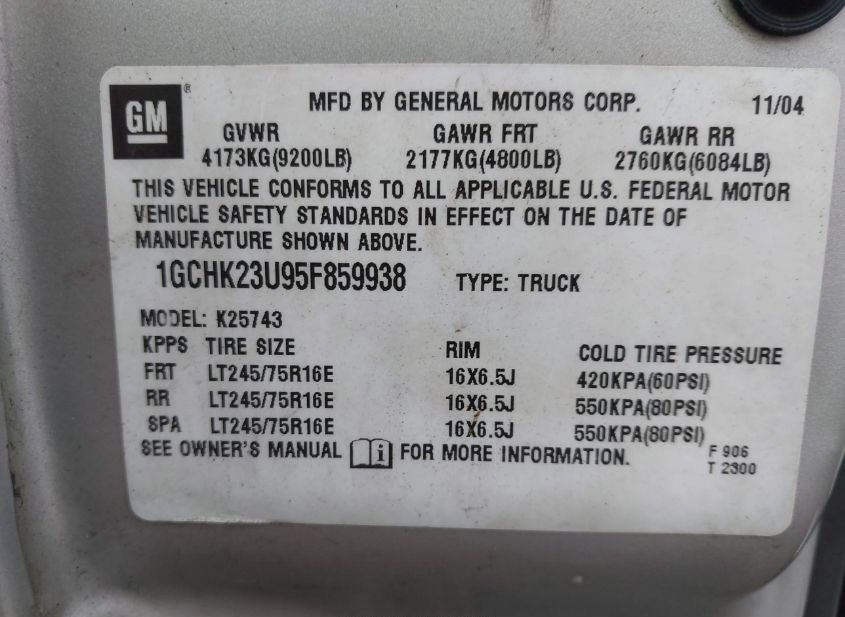 GM ®
MFD BY GENERAL MOTORS CORP. 11/04
GVWR GAWR FRT GAWR RR
4173KG(9200LB) 2177KG(4800LB) 2760KG(6084LB)
THIS VEHICLE CONFORMS TO ALL APPLICABLE U.S. FEDERAL MOTOR
VEHICLE SAFETY STANDARDS IN EFFECT ON THE DATE OF
MANUFACTURE SHOWN ABOVE.
1GCHK23U95F859938 TYPE: TRUCK
MODEL: K25743
KPPS TIRE SIZE RIM COLD TIRE PRESSURE
FRT LT245/75R16E 16X6.5J 420KPA(60PSI)
RR LT245/75R16E 16X6.5J 550KPA(80PSI)
SPA LT245/75R16E 16X6.5J 550KPA(80PSI)
SEE OWNER'S MANUAL i FOR MORE INFORMATION.
F 906
T 2300